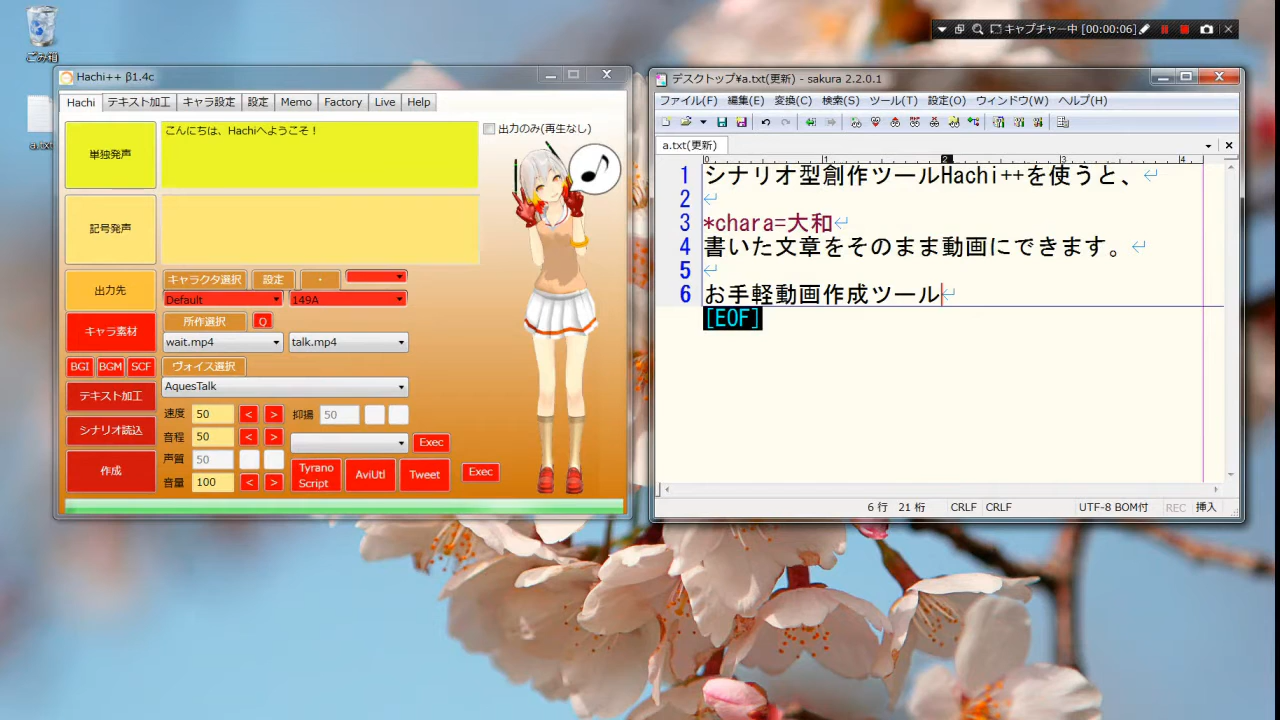 ごみ箱
キャプチャー中 [00:00:06]
Hachi++ β1.4c
Hachi テキスト加工 キャラ設定 設定 Memo Factory Live Help
単独発声
こんにちは、Hachiへようこそ！
出力のみ(再生なし)
記号発声
出力先
キャラクタ選択 設定 ・
Default 149A
キャラ素材
所作選択 Q
wait.mp4 talk.mp4
BGI BGM SCF ヴォイス選択
テキスト加工
AquesTalk
速度 50 < > 抑揚 50
シナリオ読込
音程 50 < > Exec
声質 50
作成
Tyrano
Script
AviUtl Tweet Exec
音量 100 < >
デスクトップ¥a.txt(更新) - sakura 2.2.0.1
ファイル(F) 編集(E) 変換(C) 検索(S) ツール(T) 設定(O) ウィンドウ(W) ヘルプ(H)
a.txt(更新)
0 1 2 3 4
1 シナリオ型創作ツールHachi++を使うと、
2
3 *chara=大和
4 書いた文章をそのまま動画にできます。
5
6 お手軽動画作成ツール
[EOF]
6 行 21 桁 CRLF CRLF UTF-8 BOM付 REC 挿入